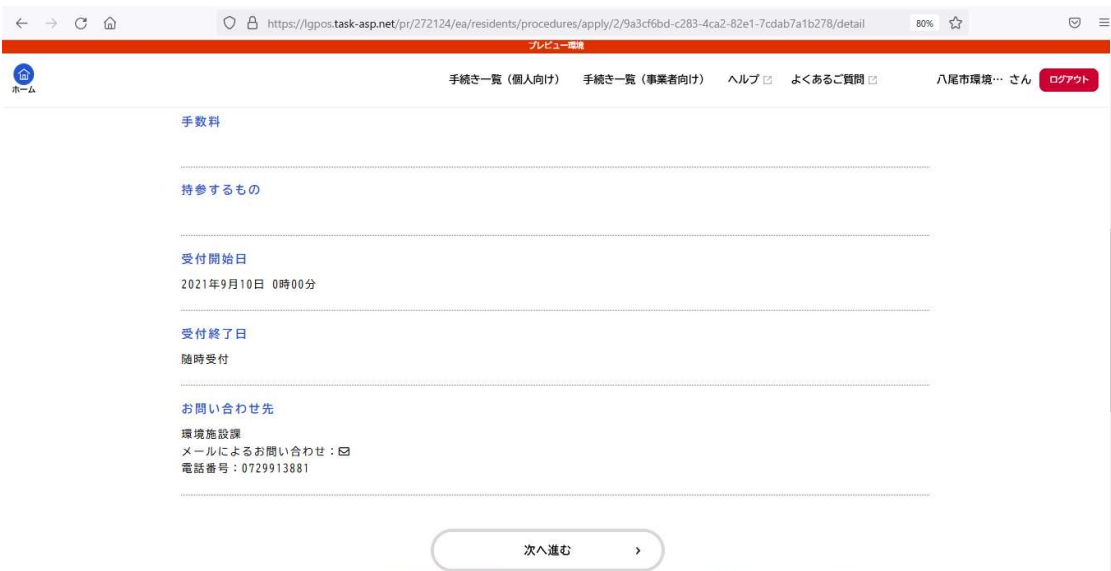 https://lgpos.task-asp.net/pr/272124/ea/residents/procedures/apply/2/9a3cf6bd-c283-4ca2-82e1-7cdab7a1b278/detail 80%
プレビュー環境
ホーム 手続き一覧（個人向け） 手続き一覧（事業者向け） ヘルプ よくあるご質問 八尾市環境… さん ログアウト
手数料
持参するもの
受付開始日
2021年9月10日 0時00分
受付終了日
随時受付
お問い合わせ先
環境施設課
メールによるお問い合わせ：
電話番号：0729913881
次へ進む